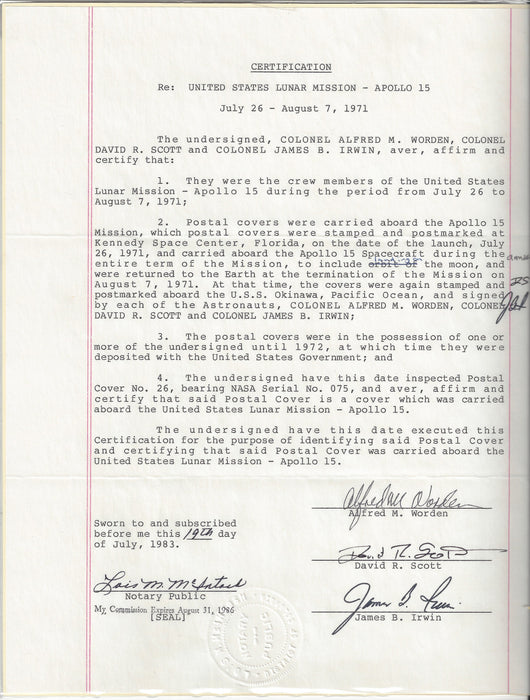 CERTIFICATION
Re: UNITED STATES LUNAR MISSION - APOLLO 15
July 26 - August 7, 1971
The undersigned, COLONEL ALFRED M. WORDEN, COLONEL
DAVID R. SCOTT and COLONEL JAMES B. IRWIN, aver, affirm and
certify that:
1. They were the crew members of the United States
Lunar Mission - Apollo 15 during the period from July 26 to
August 7, 1971;
2. Postal covers were carried aboard the Apollo 15
Mission, which postal covers were stamped and postmarked at
Kennedy Space Center, Florida, on the date of the launch, July
26, 1971, and carried aboard the Apollo 15 Spacecraft during the
entire term of the Mission, to include orbit of the moon, and
were returned to the Earth at the termination of the Mission on
August 7, 1971. At that time, the covers were again stamped and
postmarked aboard the U.S.S. Okinawa, Pacific Ocean, and signed
by each of the Astronauts, COLONEL ALFRED M. WORDEN, COLONEL
DAVID R. SCOTT and COLONEL JAMES B. IRWIN;
3. The postal covers were in the possession of one or
more of the undersigned until 1972, at which time they were
deposited with the United States Government; and
4. The undersigned have this date inspected Postal
Cover No. 26, bearing NASA Serial No. 075, and aver, affirm and
certify that said Postal Cover is a cover which was carried
aboard the United States Lunar Mission - Apollo 15.
The undersigned have this date executed this
Certification for the purpose of identifying said Postal Cover
and certifying that said Postal Cover was carried aboard the
United States Lunar Mission - Apollo 15.
Alfred M Worden
Alfred M. Worden
Sworn to and subscribed
before me this 19th day
of July, 1983.
David R. Scott
David R. Scott
Lois M. McIntosh
Notary Public
My Commission Expires August 31, 1986
[SEAL]
James B. Irwin
James B. Irwin